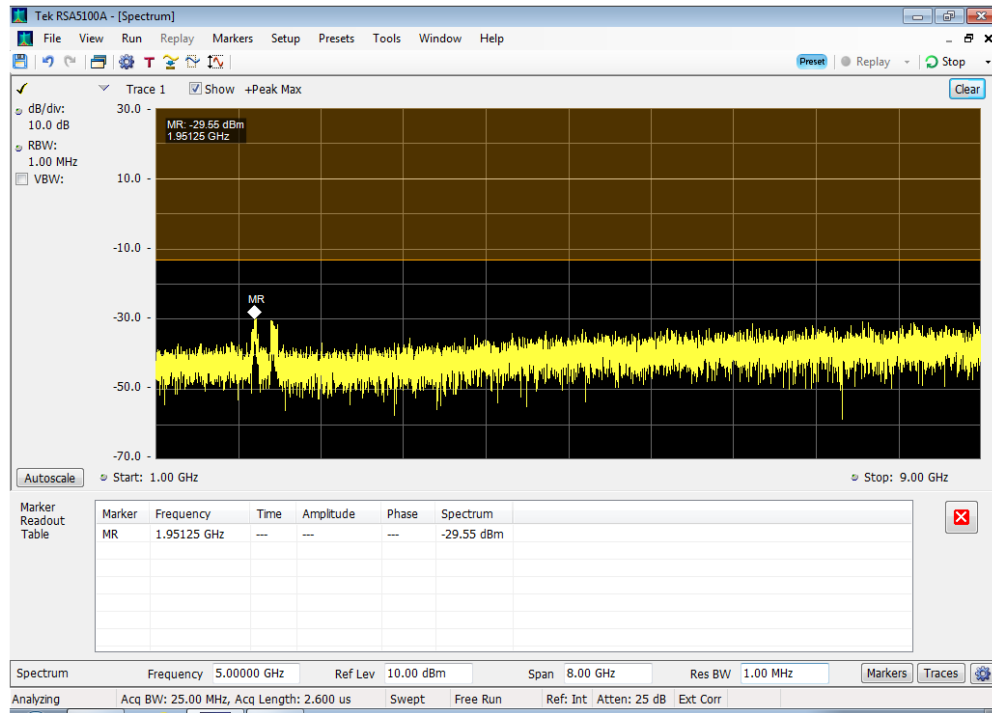 Tek RSA5100A - [Spectrum]
File View Run Replay Markers Setup Presets Tools Window Help
T Preset Replay Stop
Trace 1 Show +Peak Max Clear
dB/div:
10.0 dB
RBW:
1.00 MHz
VBW:
30.0
10.0
-10.0
-30.0
-50.0
-70.0
MR: -29.55 dBm
1.95125 GHz
MR
Autoscale Start: 1.00 GHz Stop: 9.00 GHz
Marker Readout Table
Marker Frequency Time Amplitude Phase Spectrum
MR 1.95125 GHz --- --- --- -29.55 dBm
Spectrum Frequency 5.00000 GHz Ref Lev 10.00 dBm Span 8.00 GHz Res BW 1.00 MHz Markers Traces
Analyzing Acq BW: 25.00 MHz, Acq Length: 2.600 us Swept Free Run Ref: Int Atten: 25 dB Ext Corr